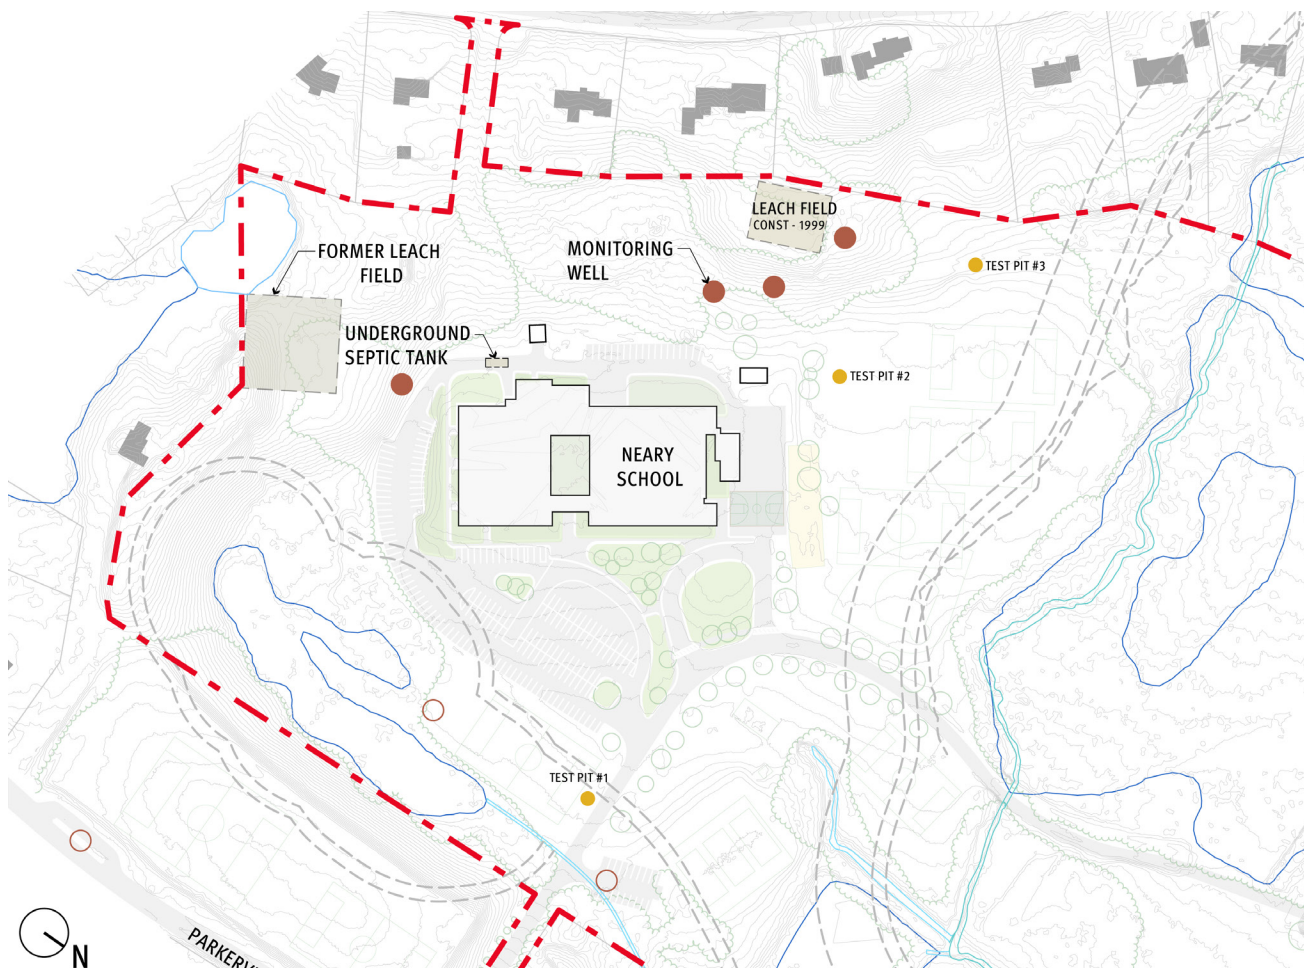 LEACH FIELD
CONST - 1999
FORMER LEACH
FIELD
MONITORING
WELL
TEST PIT #3
UNDERGROUND
SEPTIC TANK
TEST PIT #2
NEARY
SCHOOL
TEST PIT #1
N